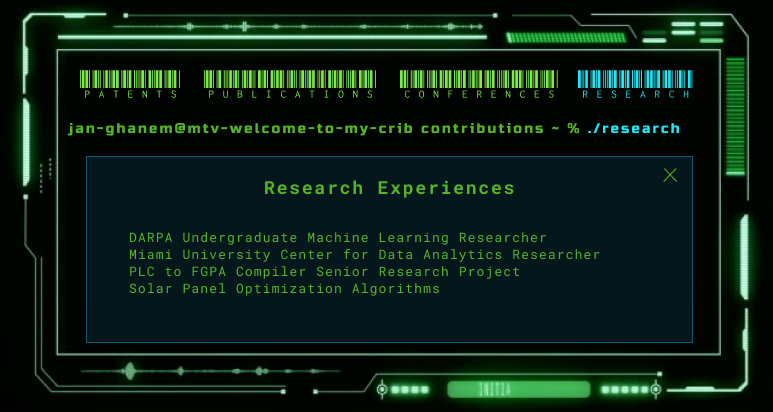 PATENTS PUBLICATIONS CONFERENCES RESEARCH
jan-ghanem@mtv-welcome-to-my-crib contributions ~ % ./research
Research Experiences
DARPA Undergraduate Machine Learning Researcher
Miami University Center for Data Analytics Researcher
PLC to FGPA Compiler Senior Research Project
Solar Panel Optimization Algorithms
INITIA